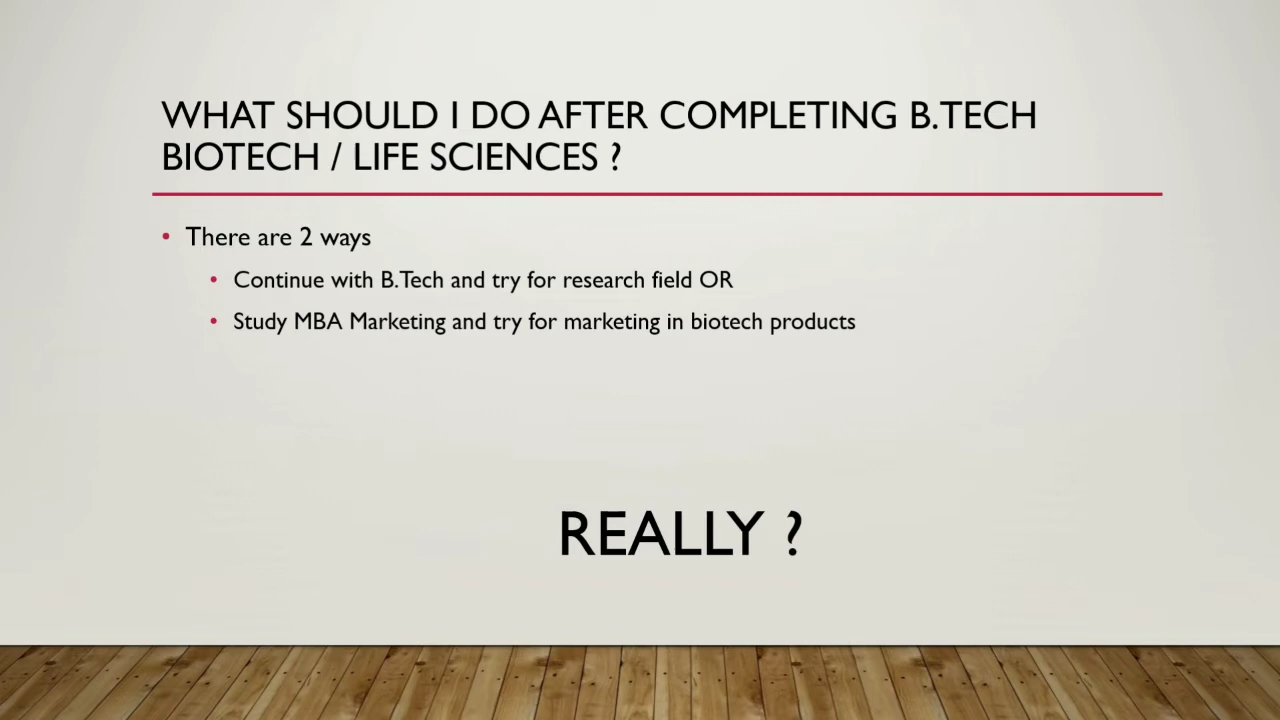 WHAT SHOULD I DO AFTER COMPLETING B.TECH
BIOTECH / LIFE SCIENCES ?
• There are 2 ways
• Continue with B.Tech and try for research field OR
• Study MBA Marketing and try for marketing in biotech products
REALLY ?